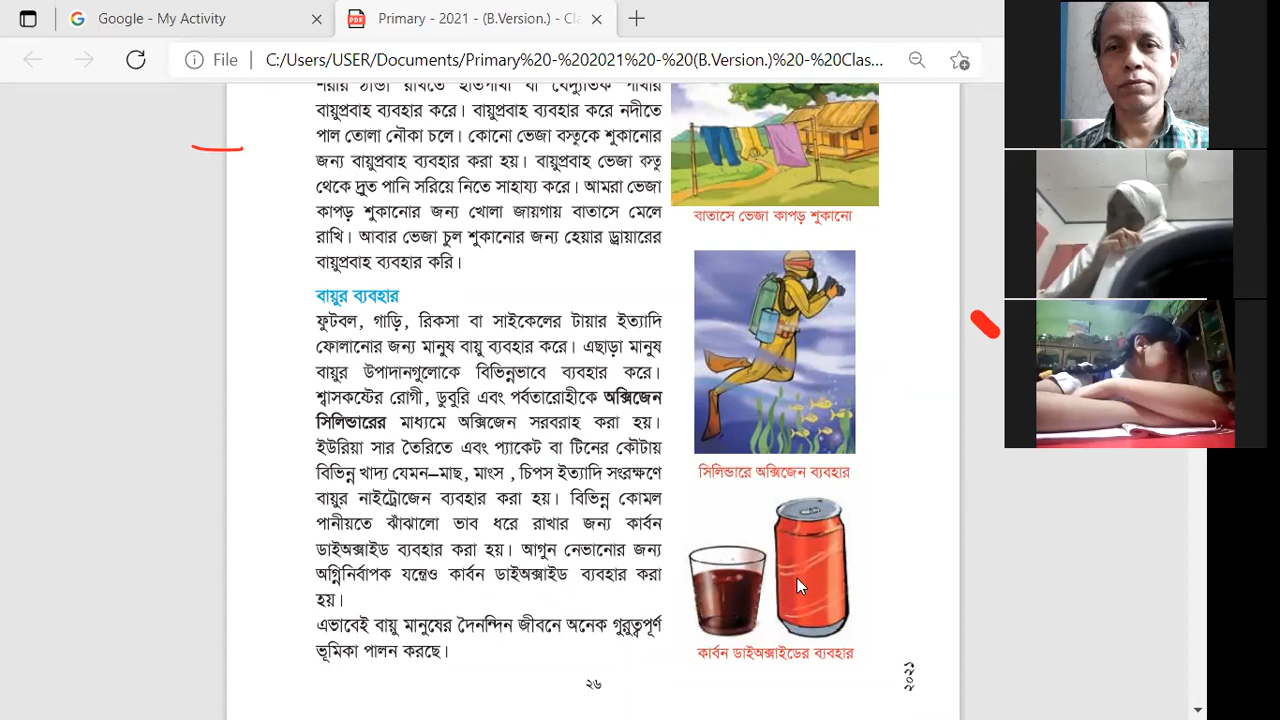 Google - My Activity
Primary - 2021 - (B.Version.) - Cla
File
C:/Users/USER/Documents/Primary%20-%202021%20-%20(B.Version.)%20-%20Clas...
শরীর ঠান্ডা রাখতে হাতপাখা বা বৈদ্যুতিক পাখার
বায়ুপ্রবাহ ব্যবহার করে। বায়ুপ্রবাহ ব্যবহার করে নদীতে
পাল তোলা নৌকা চলে। কোনো ভেজা বস্তুকে শুকানোর
জন্য বায়ুপ্রবাহ ব্যবহার করা হয়। বায়ুপ্রবাহ ভেজা বস্তু
থেকে দ্রুত পানি সরিয়ে নিতে সাহায্য করে। আমরা ভেজা
কাপড় শুকানোর জন্য খোলা জায়গায় বাতাসে মেলে
রাখি। আবার ভেজা চুল শুকানোর জন্য হেয়ার ড্রায়ারের
বায়ুপ্রবাহ ব্যবহার করি।
বাতাসে ভেজা কাপড় শুকানো
বায়ুর ব্যবহার
ফুটবল, গাড়ি, রিকসা বা সাইকেলের টায়ার ইত্যাদি
ফোলানোর জন্য মানুষ বায়ু ব্যবহার করে। এছাড়া মানুষ
বায়ুর উপাদানগুলোকে বিভিন্নভাবে ব্যবহার করে।
শ্বাসকষ্টের রোগী, ডুবুরি এবং পর্বতারোহীকে অক্সিজেন
সিলিন্ডারের মাধ্যমে অক্সিজেন সরবরাহ করা হয়।
ইউরিয়া সার তৈরিতে এবং প্যাকেট বা টিনের কৌটায়
বিভিন্ন খাদ্য যেমন–মাছ, মাংস , চিপস ইত্যাদি সংরক্ষণে
বায়ুর নাইট্রোজেন ব্যবহার করা হয়। বিভিন্ন কোমল
পানীয়তে ঝাঁঝালো ভাব ধরে রাখার জন্য কার্বন
ডাইঅক্সাইড ব্যবহার করা হয়। আগুন নেভানোর জন্য
অগ্নিনির্বাপক যন্ত্রেও কার্বন ডাইঅক্সাইড ব্যবহার করা
হয়।
এভাবেই বায়ু মানুষের দৈনন্দিন জীবনে অনেক গুরুত্বপূর্ণ
ভূমিকা পালন করছে।
সিলিন্ডারে অক্সিজেন ব্যবহার
কার্বন ডাইঅক্সাইডের ব্যবহার
২৬
২০২১